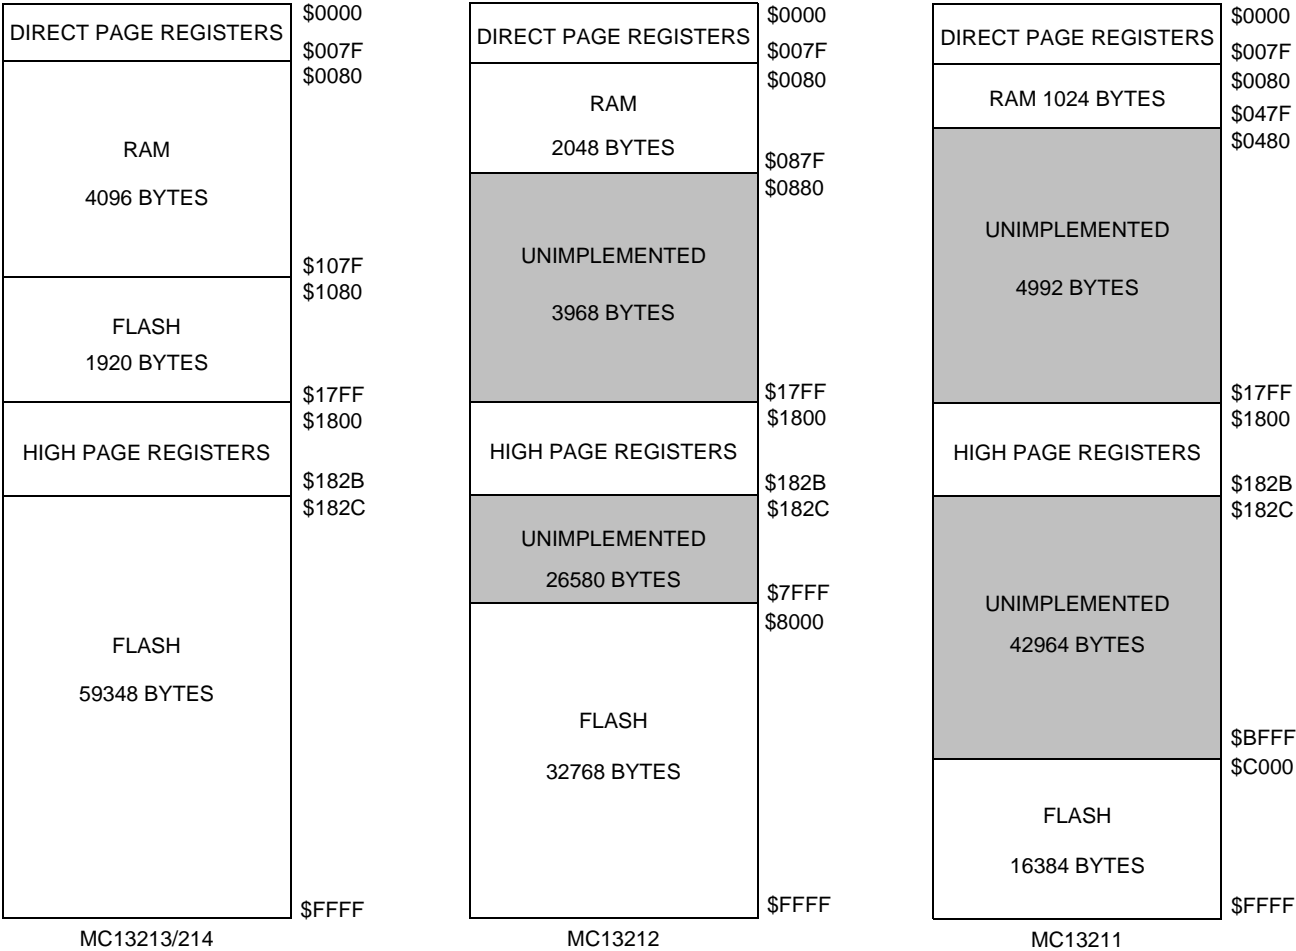 DIRECT PAGE REGISTERS
$0000
$007F
$0080
RAM
4096 BYTES
$107F
$1080
FLASH
1920 BYTES
$17FF
$1800
HIGH PAGE REGISTERS
$182B
$182C
FLASH
59348 BYTES
$FFFF
MC13213/214
DIRECT PAGE REGISTERS
$0000
$007F
$0080
RAM
2048 BYTES
$087F
$0880
UNIMPLEMENTED
3968 BYTES
$17FF
$1800
HIGH PAGE REGISTERS
$182B
$182C
UNIMPLEMENTED
26580 BYTES
$7FFF
$8000
FLASH
32768 BYTES
$FFFF
MC13212
DIRECT PAGE REGISTERS
$0000
$007F
$0080
RAM 1024 BYTES
$047F
$0480
UNIMPLEMENTED
4992 BYTES
$17FF
$1800
HIGH PAGE REGISTERS
$182B
$182C
UNIMPLEMENTED
42964 BYTES
$BFFF
$C000
FLASH
16384 BYTES
$FFFF
MC13211